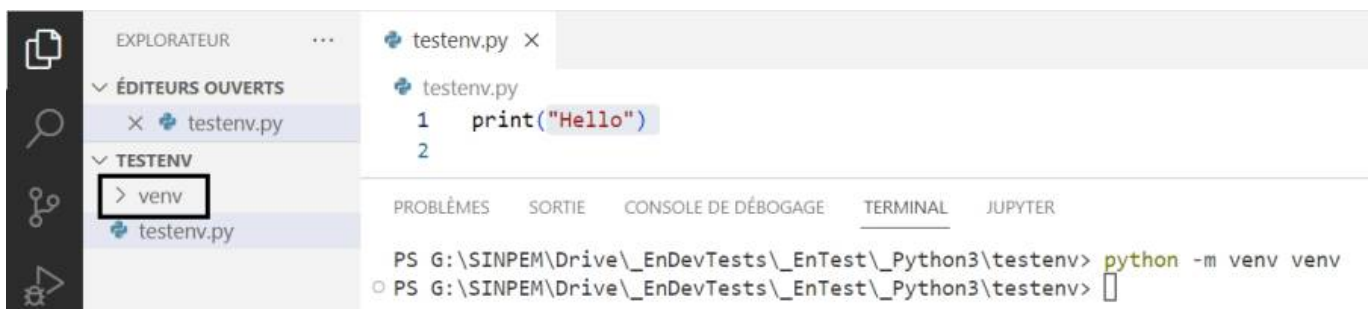 EXPLORATEUR ...
ÉDITEURS OUVERTS
testenv.py
TESTENV
venv
testenv.py
testenv.py
testenv.py
1 print("Hello")
2
PROBLÈMES SORTIE CONSOLE DE DÉBOGAGE TERMINAL JUPYTER
PS G:\SINPEM\Drive\_EnDevTests\_EnTest\_Python3\testenv> python -m venv venv
PS G:\SINPEM\Drive\_EnDevTests\_EnTest\_Python3\testenv>